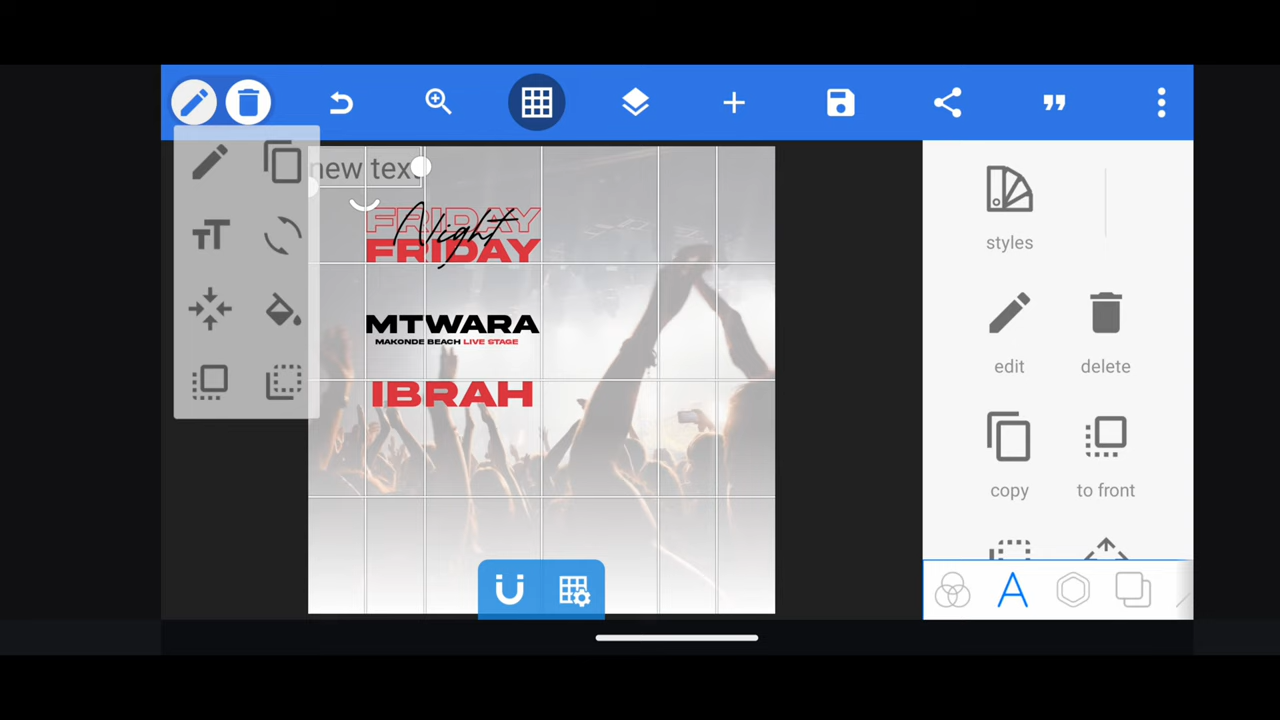 new text
FRIDAY
Night
FRIDAY
MTWARA
MAKONDE BEACH LIVE STAGE
IBRAH
styles
edit
delete
copy
to front